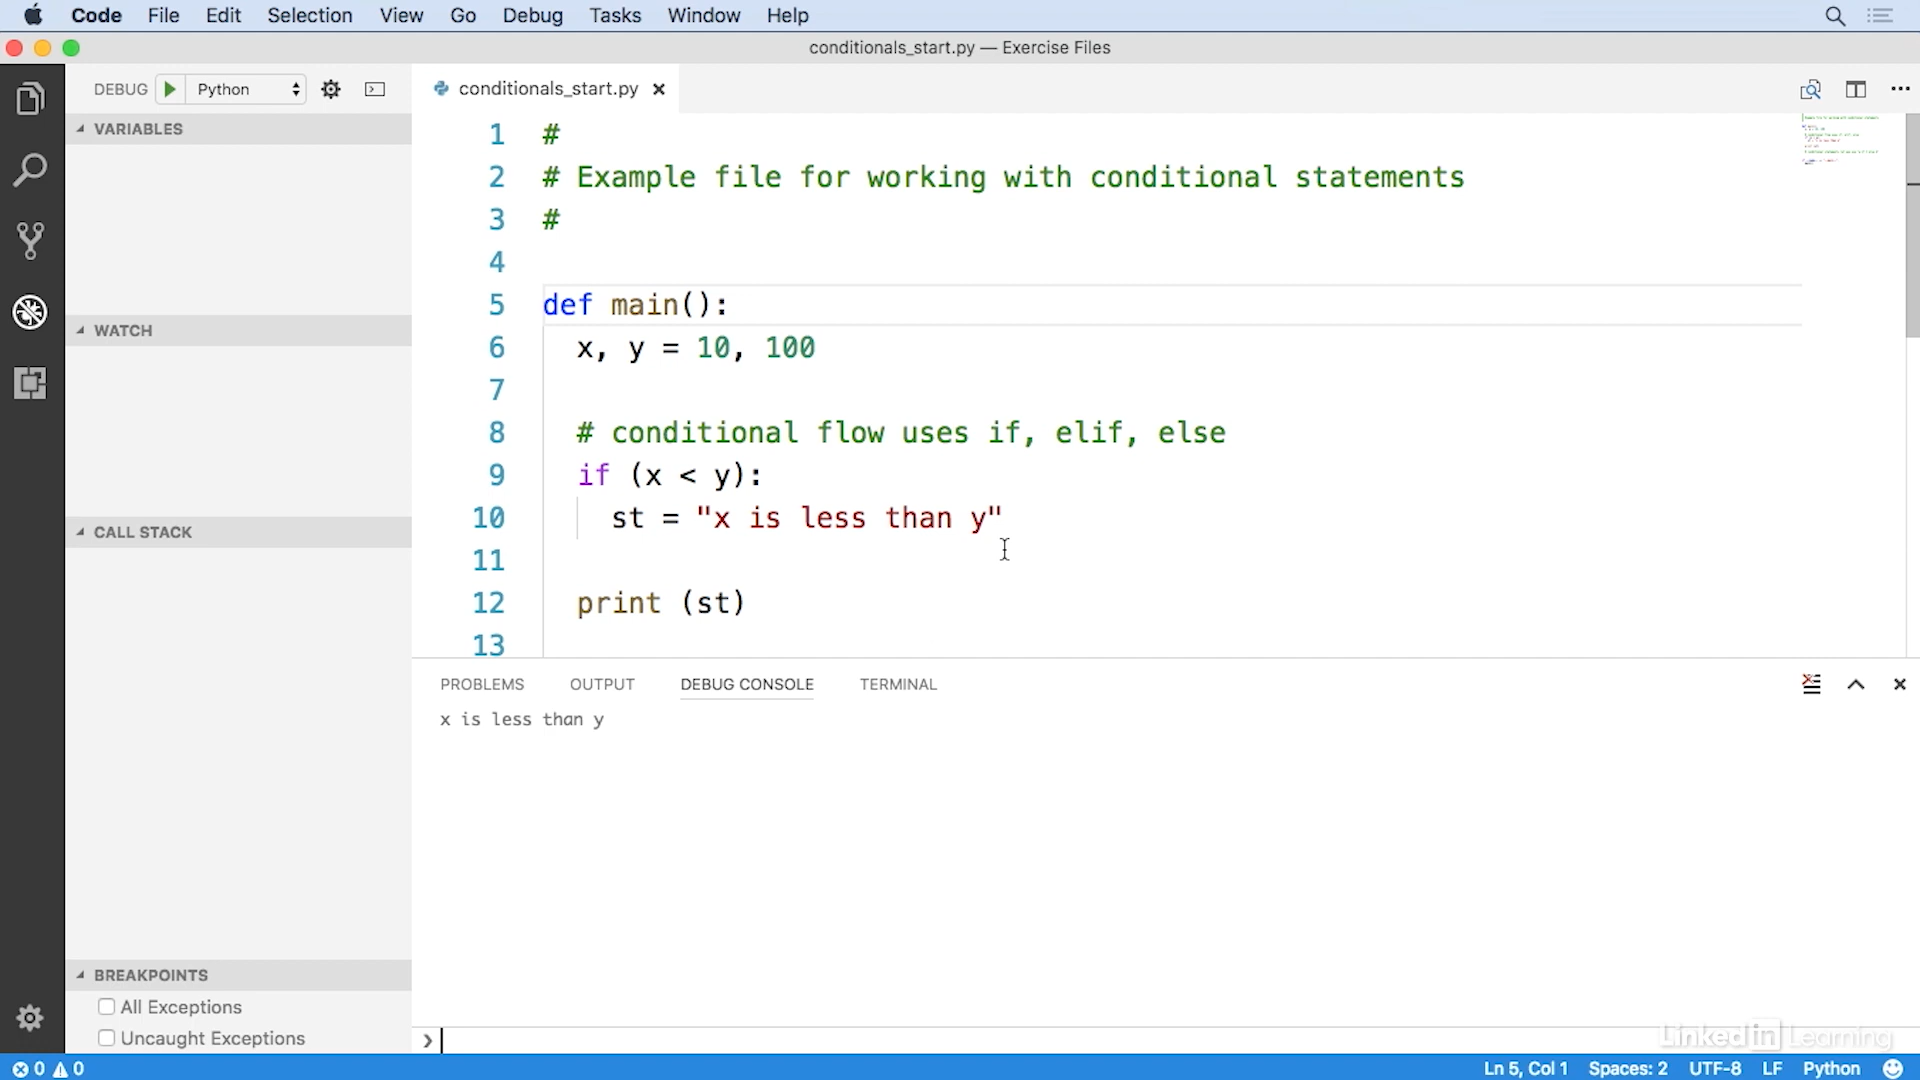 Code File Edit Selection View Go Debug Tasks Window Help
conditionals_start.py — Exercise Files
DEBUG Python
conditionals_start.py
VARIABLES
WATCH
CALL STACK
BREAKPOINTS
All Exceptions
Uncaught Exceptions
1 #
2 # Example file for working with conditional statements
3 #
4
5 def main():
6 x, y = 10, 100
7
8 # conditional flow uses if, elif, else
9 if (x < y):
10 st = "x is less than y"
11
12 print (st)
13
PROBLEMS OUTPUT DEBUG CONSOLE TERMINAL
x is less than y
Linked in Learning
0 0 Ln 5, Col 1 Spaces: 2 UTF-8 LF Python